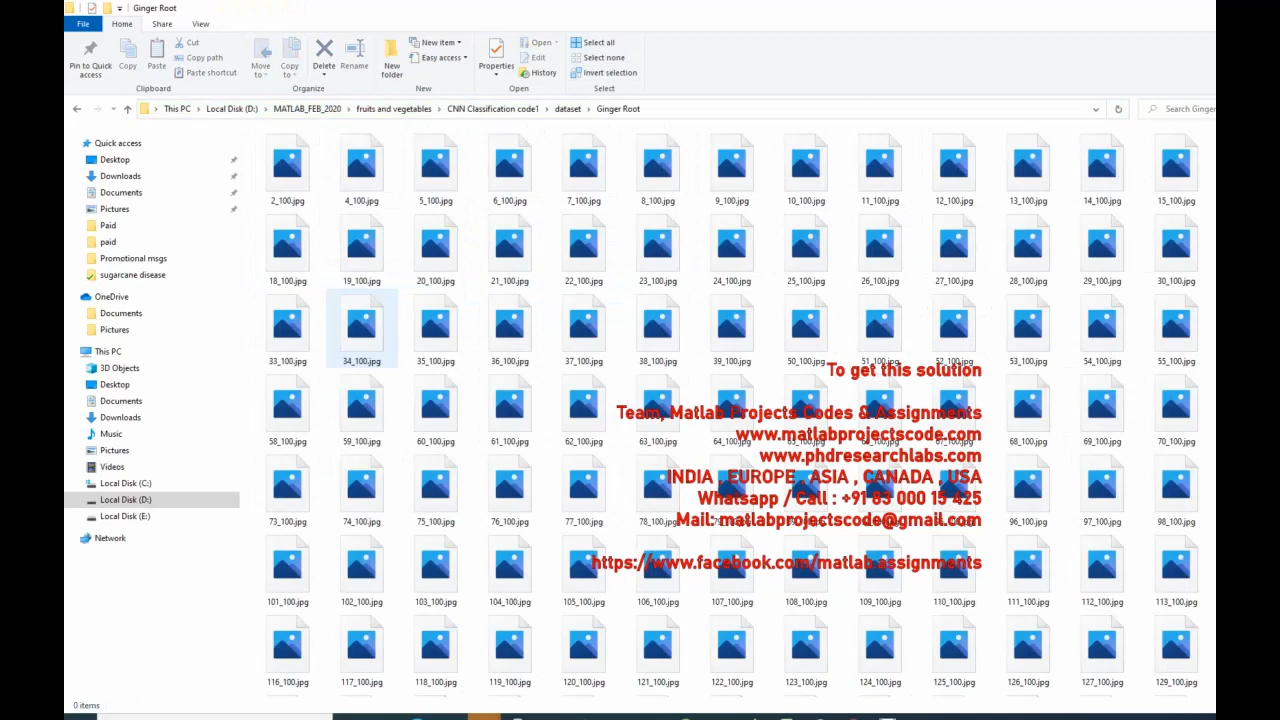 Ginger Root
File Home Share View
Pin to Quick access
Copy
Paste
Cut
Copy path
Paste shortcut
Clipboard
Move to
Copy to
Delete
Rename
Organize
New folder
New item
Easy access
New
Properties
Open
Edit
History
Open
Select all
Select none
Invert selection
Select
This PC > Local Disk (D:) > MATLAB_FEB_2020 > fruits and vegetables > CNN Classification code1 > dataset > Ginger Root
Search Ginger
Quick access
Desktop
Downloads
Documents
Pictures
Paid
paid
Promotional msgs
sugarcane disease
OneDrive
Documents
Pictures
This PC
3D Objects
Desktop
Documents
Downloads
Music
Pictures
Videos
Local Disk (C:)
Local Disk (D:)
Local Disk (E:)
Network
2_100.jpg 4_100.jpg 5_100.jpg 6_100.jpg 7_100.jpg 8_100.jpg 9_100.jpg 10_100.jpg 11_100.jpg 12_100.jpg 13_100.jpg 14_100.jpg 15_100.jpg
18_100.jpg 19_100.jpg 20_100.jpg 21_100.jpg 22_100.jpg 23_100.jpg 24_100.jpg 25_100.jpg 26_100.jpg 27_100.jpg 28_100.jpg 29_100.jpg 30_100.jpg
33_100.jpg 34_100.jpg 35_100.jpg 36_100.jpg 37_100.jpg 38_100.jpg 39_100.jpg 50_100.jpg 51_100.jpg 52_100.jpg 53_100.jpg 54_100.jpg 55_100.jpg
58_100.jpg 59_100.jpg 60_100.jpg 61_100.jpg 62_100.jpg 63_100.jpg 64_100.jpg 68_100.jpg 69_100.jpg 70_100.jpg
73_100.jpg 74_100.jpg 75_100.jpg 76_100.jpg 77_100.jpg 78_100.jpg 96_100.jpg 97_100.jpg 98_100.jpg
101_100.jpg 102_100.jpg 103_100.jpg 104_100.jpg 105_100.jpg 106_100.jpg 107_100.jpg 108_100.jpg 109_100.jpg 110_100.jpg 111_100.jpg 112_100.jpg 113_100.jpg
116_100.jpg 117_100.jpg 118_100.jpg 119_100.jpg 120_100.jpg 121_100.jpg 122_100.jpg 123_100.jpg 124_100.jpg 125_100.jpg 126_100.jpg 127_100.jpg 129_100.jpg
To get this solution
Team, Matlab Projects Codes & Assignments
www.matlabprojectscode.com
www.phdresearchlabs.com
INDIA , EUROPE , ASIA , CANADA , USA
Whatsapp / Call : +91 83 000 15 425
Mail: matlabprojectscode@gmail.com
https://www.facebook.com/matlab.assignments
0 items